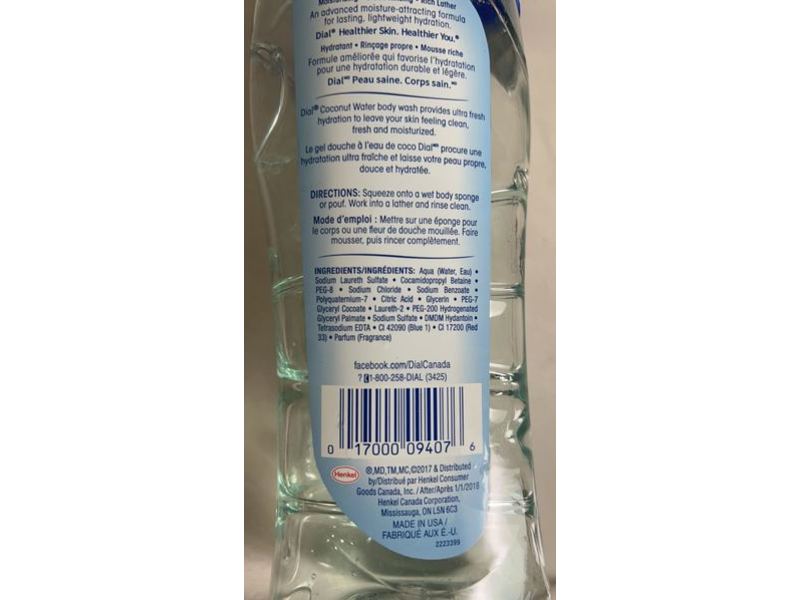 Moisturizing • Rich Lather
An advanced moisture-attracting formula
for lasting, lightweight hydration.
Dial® Healthier Skin. Healthier You.®
Hydratant • Rinçage propre • Mousse riche
Formule améliorée qui favorise l'hydratation
pour une hydratation durable et légère.
Dialᴹᴰ Peau saine. Corps sain.ᴹᴰ
Dial® Coconut Water body wash provides ultra fresh
hydration to leave your skin feeling clean,
fresh and moisturized.
Le gel douche à l'eau de coco Dialᴹᴰ procure une
hydratation ultra fraîche et laisse votre peau propre,
douce et hydratée.
DIRECTIONS: Squeeze onto a wet body sponge
or pouf. Work into a lather and rinse clean.
Mode d'emploi : Mettre sur une éponge pour
le corps ou une fleur de douche mouillée. Faire
mousser, puis rincer complètement.
INGREDIENTS/INGRÉDIENTS: Aqua (Water, Eau) •
Sodium Laureth Sulfate • Cocamidopropyl Betaine •
PEG-8 • Sodium Chloride • Sodium Benzoate •
Polyquaternium-7 • Citric Acid • Glycerin • PEG-7
Glyceryl Cocoate • Laureth-2 • PEG-200 Hydrogenated
Glyceryl Palmate • Sodium Sulfate • DMDM Hydantoin •
Tetrasodium EDTA • CI 42090 (Blue 1) • CI 17200 (Red
33) • Parfum (Fragrance)
facebook.com/DialCanada
? 1-800-258-DIAL (3425)
0 17000 09407 6
Henkel
®,MD,TM,MC,©2017 & Distributed
by/Distribué par Henkel Consumer
Goods Canada, Inc. / After/Après 1/1/2018
Henkel Canada Corporation,
Mississauga, ON L5N 6C3
MADE IN USA/
FABRIQUÉ AUX É.-U.
2223399